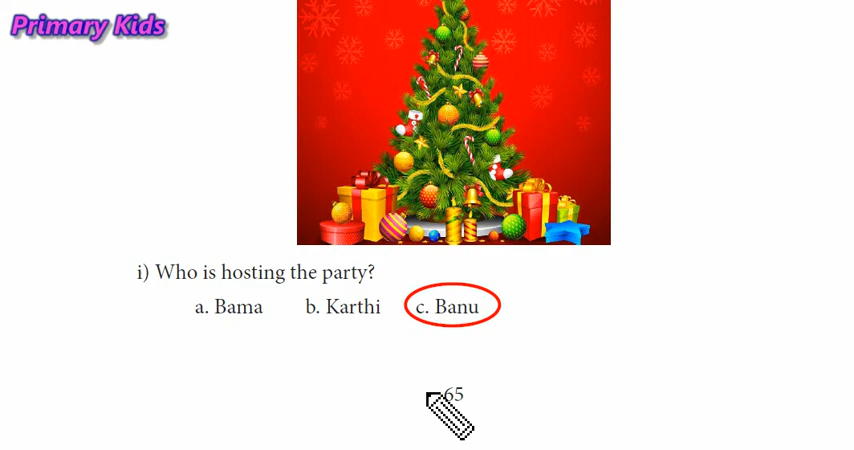 Primary Kids
i) Who is hosting the party?
a. Bama b. Karthi c. Banu
65